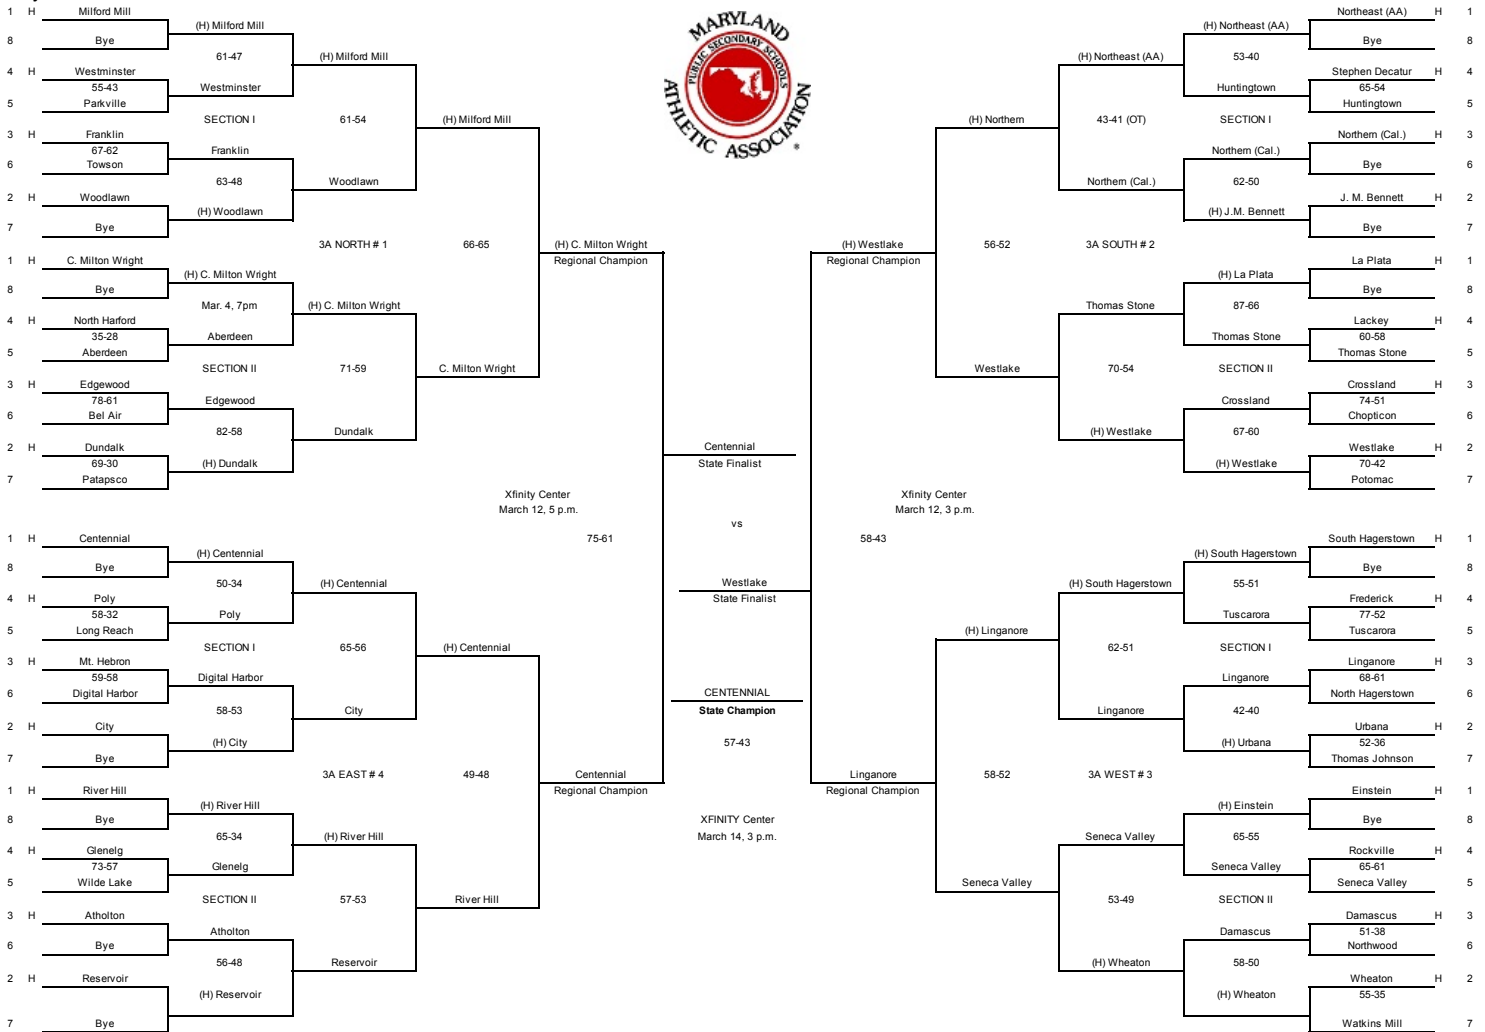 MARYLAND
PUBLIC SECONDARY SCHOOLS
ATHLETIC ASSOCIATION
®
1 H Milford Mill
(H) Milford Mill
8 Bye
61-47
(H) Milford Mill
4 H Westminster
55-43
Westminster
5 Parkville
SECTION I
61-54
(H) Milford Mill
3 H Franklin
67-62
Franklin
6 Towson
63-48
Woodlawn
2 H Woodlawn
(H) Woodlawn
7 Bye
3A NORTH # 1
66-65
(H) C. Milton Wright
Regional Champion
1 H C. Milton Wright
(H) C. Milton Wright
8 Bye
Mar. 4, 7pm
(H) C. Milton Wright
4 H North Harford
35-28
Aberdeen
5 Aberdeen
SECTION II
71-59
C. Milton Wright
3 H Edgewood
78-61
Edgewood
6 Bel Air
82-58
Dundalk
2 H Dundalk
69-30
(H) Dundalk
7 Patapsco
Xfinity Center
March 12, 5 p.m.
75-61
1 H Centennial
(H) Centennial
8 Bye
50-34
(H) Centennial
4 H Poly
58-32
Poly
5 Long Reach
SECTION I
65-56
(H) Centennial
3 H Mt. Hebron
59-58
Digital Harbor
6 Digital Harbor
58-53
City
2 H City
(H) City
7 Bye
3A EAST # 4
49-48
Centennial
Regional Champion
1 H River Hill
(H) River Hill
8 Bye
65-34
(H) River Hill
4 H Glenelg
73-57
Glenelg
5 Wilde Lake
SECTION II
57-53
River Hill
3 H Atholton
Atholton
6 Bye
56-48
Reservoir
2 H Reservoir
(H) Reservoir
7 Bye
Centennial
State Finalist
vs
Westlake
State Finalist
CENTENNIAL
State Champion
57-43
XFINITY Center
March 14, 3 p.m.
Northeast (AA) H 1
(H) Northeast (AA)
Bye 8
53-40
(H) Northeast (AA)
Stephen Decatur H 4
65-54
Huntingtown
Huntingtown 5
SECTION I
43-41 (OT)
(H) Northern
Northern (Cal.) H 3
Northern (Cal.)
Bye 6
62-50
Northern (Cal.)
J. M. Bennett H 2
(H) J.M. Bennett
Bye 7
3A SOUTH # 2
56-52
(H) Westlake
Regional Champion
La Plata H 1
(H) La Plata
Bye 8
87-66
Thomas Stone
Lackey H 4
60-58
Thomas Stone
Thomas Stone 5
SECTION II
70-54
Westlake
Crossland H 3
74-51
Crossland
Chopticon 6
67-60
(H) Westlake
Westlake H 2
70-42
(H) Westlake
Potomac 7
Xfinity Center
March 12, 3 p.m.
58-43
South Hagerstown H 1
(H) South Hagerstown
Bye 8
55-51
(H) South Hagerstown
Frederick H 4
77-52
Tuscarora
Tuscarora 5
SECTION I
62-51
(H) Linganore
Linganore H 3
68-61
Linganore
North Hagerstown 6
42-40
Linganore
Urbana H 2
52-36
(H) Urbana
Thomas Johnson 7
3A WEST # 3
58-52
Linganore
Regional Champion
Einstein H 1
(H) Einstein
Bye 8
65-55
Seneca Valley
Rockville H 4
65-61
Seneca Valley
Seneca Valley 5
SECTION II
53-49
Seneca Valley
Damascus H 3
51-38
Damascus
Northwood 6
58-50
(H) Wheaton
Wheaton H 2
55-35
(H) Wheaton
Watkins Mill 7